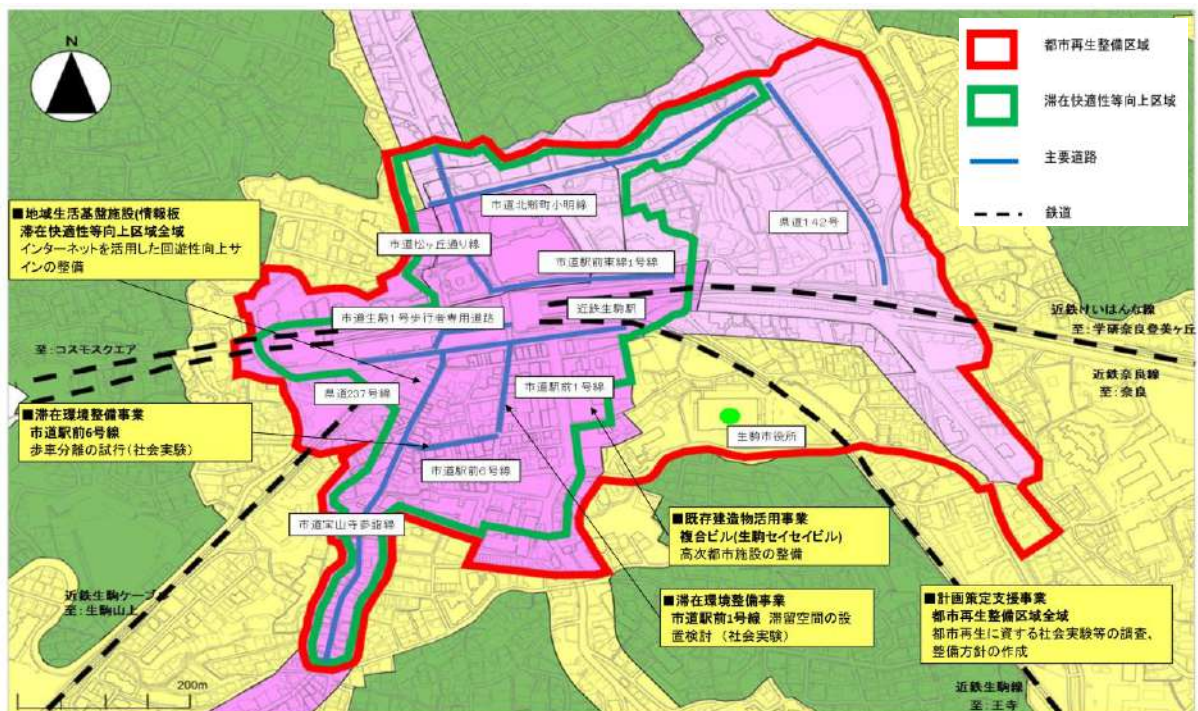 N
都市再生整備区域
滞在快適性等向上区域
主要道路
鉄道
■地域生活基盤施設(情報板
滞在快適性等向上区域全域
インターネットを活用した回遊性向上サ
インの整備
市道北新町小明線
県道142号
市道松ヶ丘通り線
市道駅前東線1号線
近鉄生駒駅
市道生駒1号歩行者専用道路
近鉄けいはんな線
至：学研奈良登美ヶ丘
至：コスモスクエア
近鉄奈良線
至：奈良
県道237号線
市道駅前1号線
■滞在環境整備事業
市道駅前6号線
歩車分離の試行(社会実験)
生駒市役所
市道駅前6号線
市道宝山寺参詣線
■既存建造物活用事業
複合ビル(生駒セイセイビル)
高次都市施設の整備
近鉄生駒ケーブル
至：生駒山上
■滞在環境整備事業
市道駅前1号線 滞留空間の設
置検討 (社会実験)
■計画策定支援事業
都市再生整備区域全域
都市再生に資する社会実験等の調査、
整備方針の作成
200m
近鉄生駒線
至：王寺